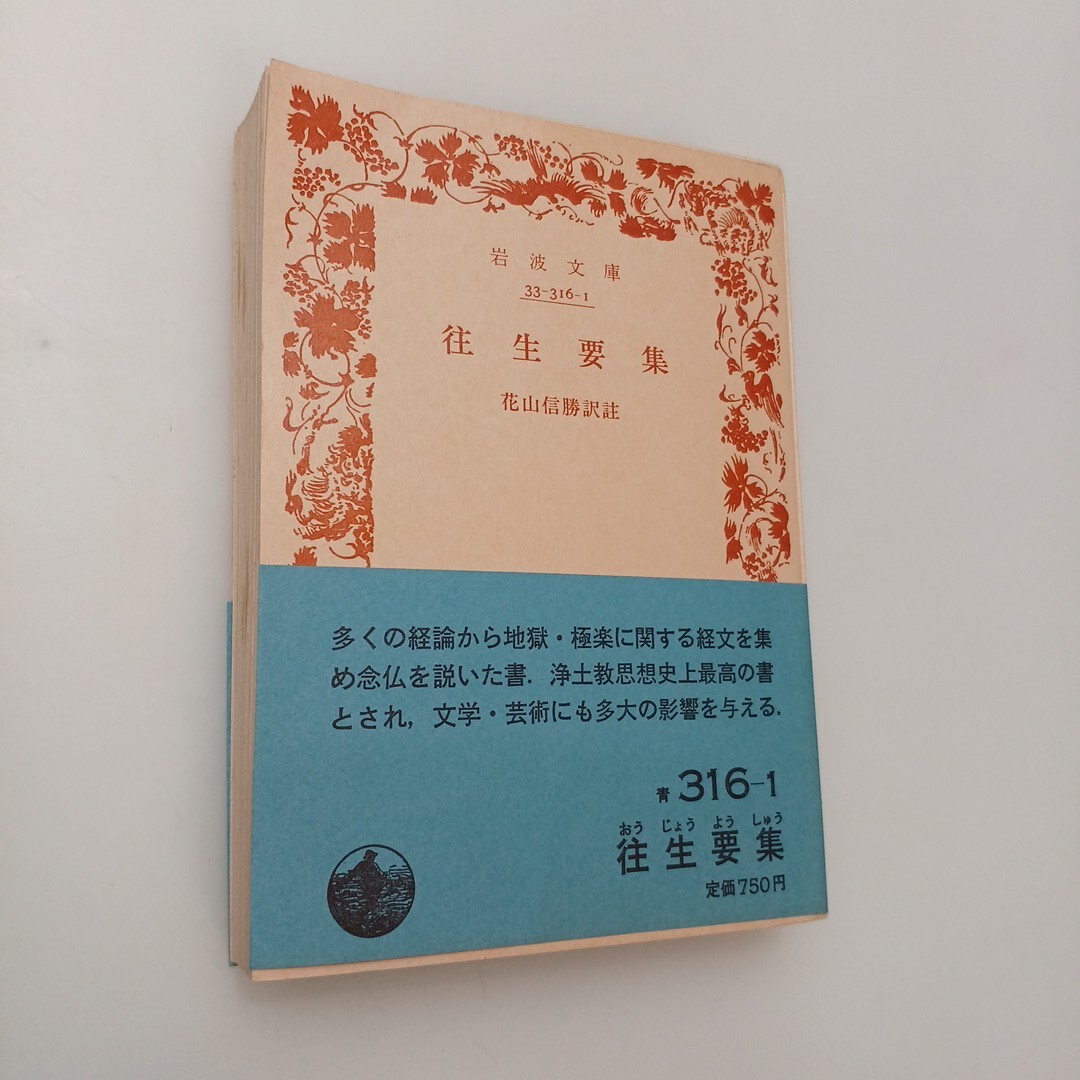 岩波文庫
33-316-1
往生要集
花山信勝訳註
多くの経論から地獄・極楽に関する経文を集
め念仏を説いた書. 浄土教思想史上最高の書
とされ, 文学・芸術にも多大の影響を与える.
青 316-1
おう じょう よう しゅう
往生要集
定価750円